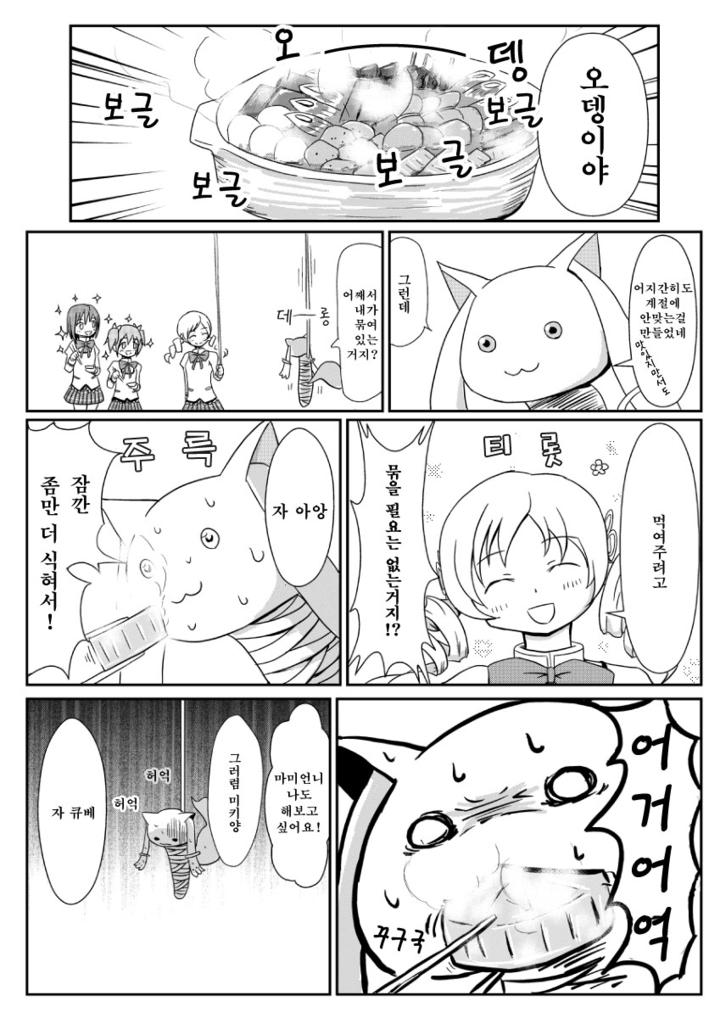 오ー뎅
보글
보글
보글
보글
오뎅이야
어지간히도
계절에
안맞는걸
만들었네
맛있지만서도
그런데
어째서
내가
묶여
있는
거지?
데ー롱
먹여주려고
티롯
묶을 필요는 없는거지!?
자 아앙
주륵
잠깐
좀만 더 식혀서!
어거어억
꾸구국
마미언니
나도
해보고
싶어요!
그러렴 미키양
허억
허억
자 큐베